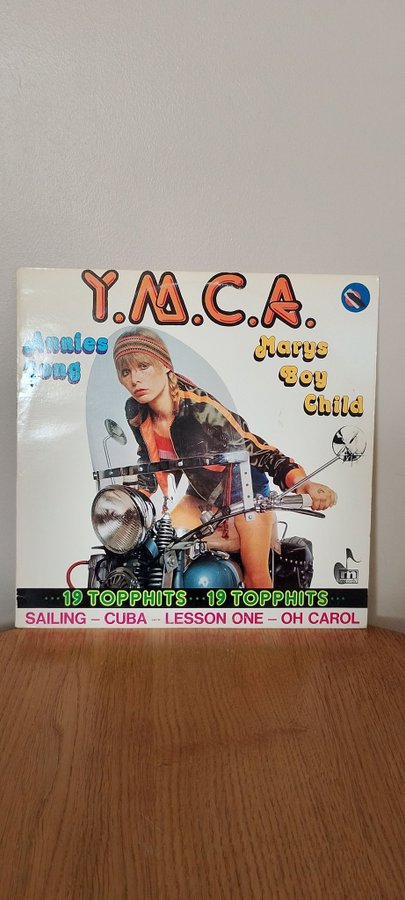 Y.M.C.A.
Annies
Song
Marys
Boy
Child
19 TOPPHITS...19 TOPPHITS...
SAILING – CUBA – LESSON ONE – OH CAROL